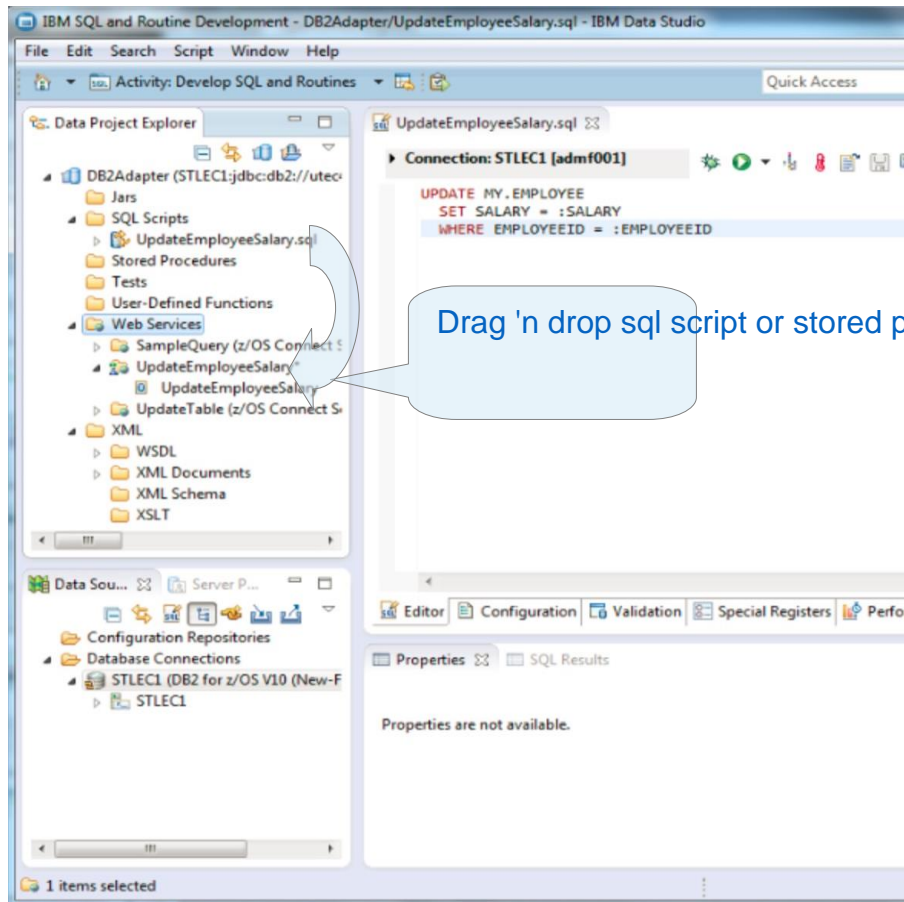 IBM SQL and Routine Development - DB2Adapter/UpdateEmployeeSalary.sql - IBM Data Studio
File Edit Search Script Window Help
Activity: Develop SQL and Routines
Quick Access
Data Project Explorer
DB2Adapter (STLEC1:jdbc:db2://utec
Jars
SQL Scripts
UpdateEmployeeSalary.sql
Stored Procedures
Tests
User-Defined Functions
Web Services
SampleQuery (z/OS Connect S
UpdateEmployeeSalary*
UpdateEmployeeSalary
UpdateTable (z/OS Connect Se
XML
WSDL
XML Documents
XML Schema
XSLT
UpdateEmployeeSalary.sql
Connection: STLEC1 [admf001]
UPDATE MY.EMPLOYEE
SET SALARY = :SALARY
WHERE EMPLOYEEID = :EMPLOYEEID
Drag 'n drop sql script or stored p
Editor Configuration Validation Special Registers Perfo
Data Sou... Server P...
Configuration Repositories
Database Connections
STLEC1 (DB2 for z/OS V10 (New-F
STLEC1
Properties SQL Results
Properties are not available.
1 items selected